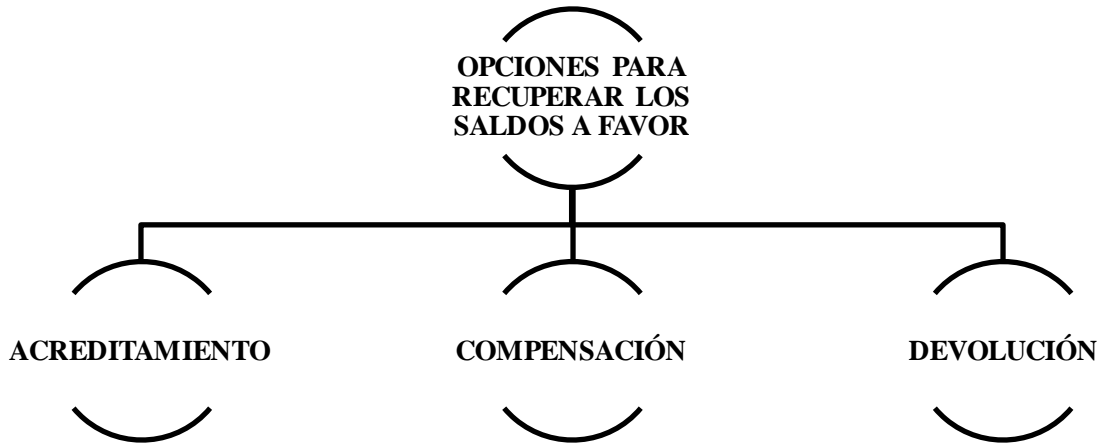 OPCIONES PARA
RECUPERAR LOS
SALDOS A FAVOR
ACREDITAMIENTO
COMPENSACIÓN
DEVOLUCIÓN